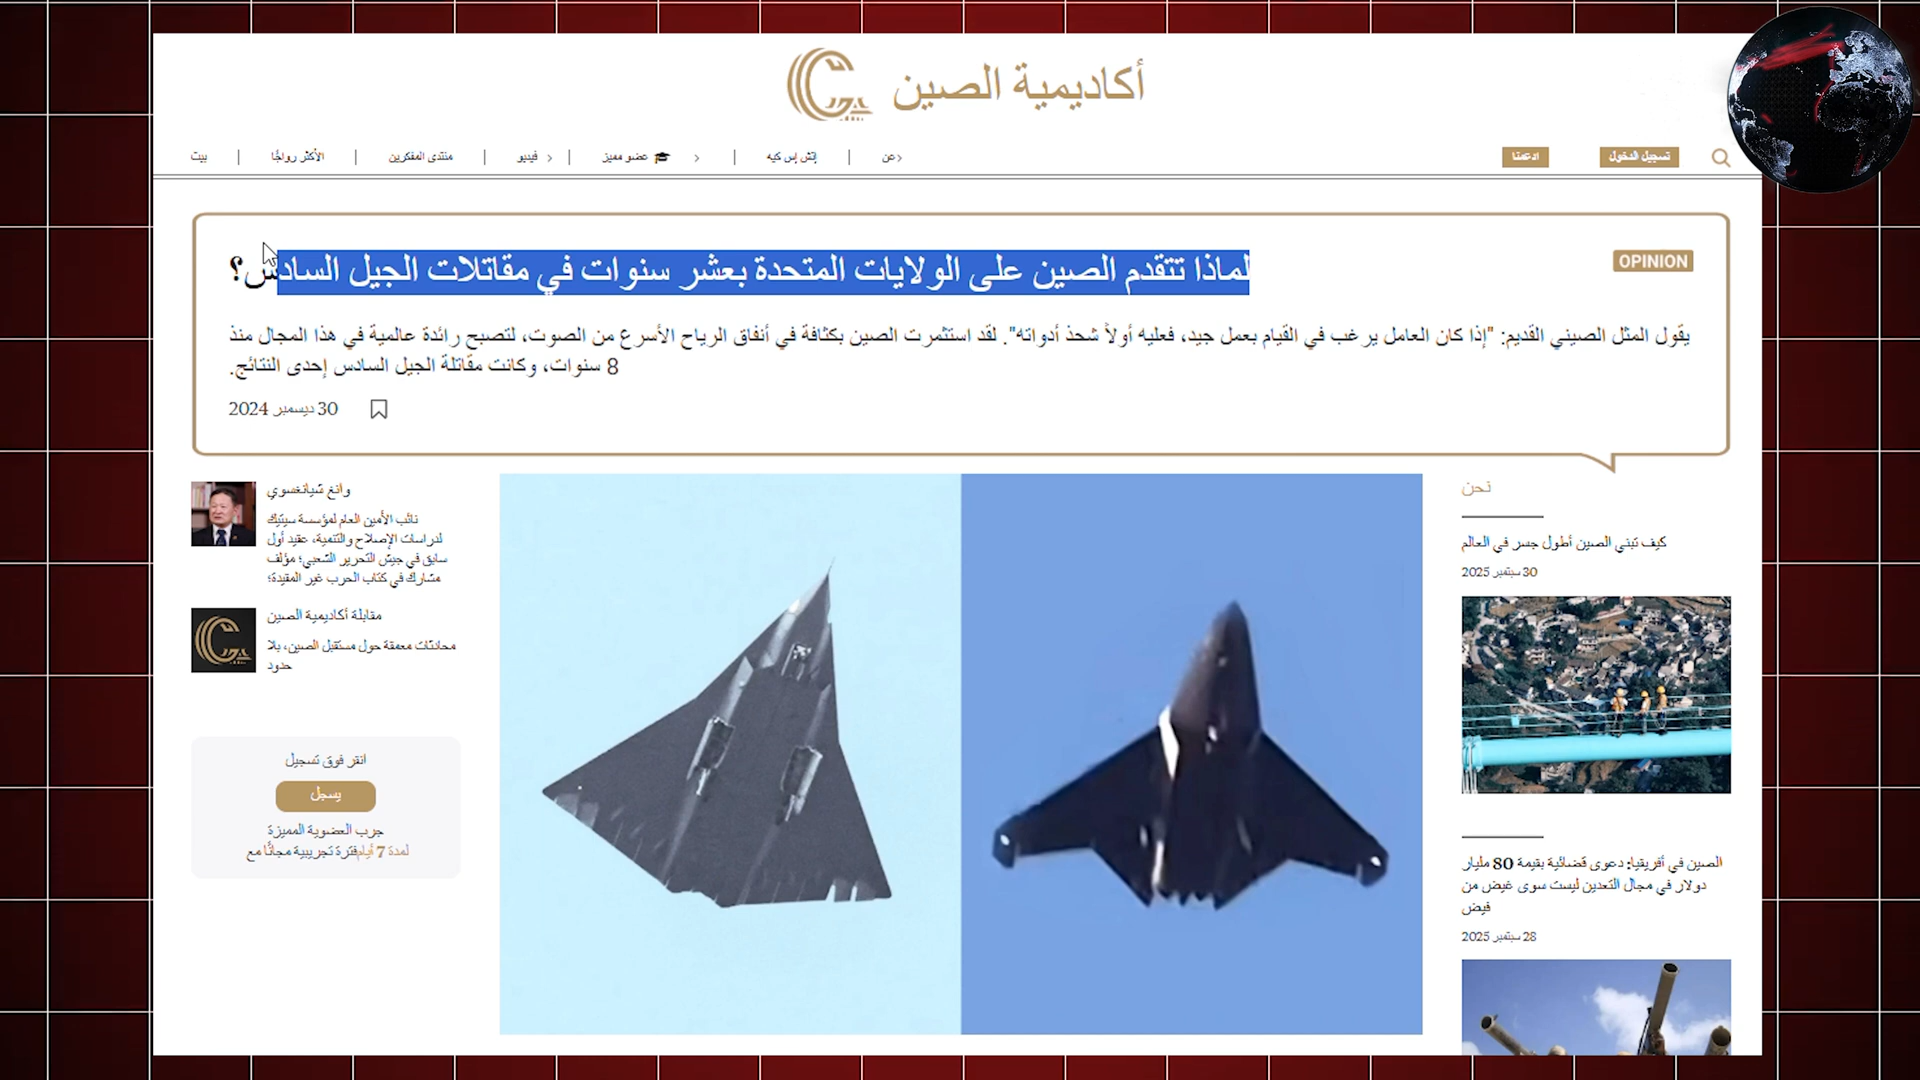 أكاديمية الصين
بيت | الأكثر رواجًا | منتدى المفكرين | فيديو | عضو مميز | إتش إس كيه | عن
ادعمنا
تسجيل الدخول
OPINION
لماذا تتقدم الصين على الولايات المتحدة بعشر سنوات في مقاتلات الجيل السادس؟
يقول المثل الصيني القديم: "إذا كان العامل يرغب في القيام بعمل جيد، فعليه أولاً شحذ أدواته". لقد استثمرت الصين بكثافة في أنفاق الرياح الأسرع من الصوت، لتصبح رائدة عالمية في هذا المجال منذ
8 سنوات، وكانت مقاتلة الجيل السادس إحدى النتائج.
30 ديسمبر 2024
وانغ شيانغسوي
نائب الأمين العام لمؤسسة سيتيك
لدراسات الإصلاح والتنمية، عقيد أول
سابق في جيش التحرير الشعبي؛ مؤلف
مشارك في كتاب الحرب غير المقيدة؛
مقابلة أكاديمية الصين
محادثات معمقة حول مستقبل الصين، بلا
حدود
انقر فوق تسجيل
يسجل
جرب العضوية المميزة
لمدة 7 أيام فترة تجريبية مجانًا مع
نحن
كيف تبني الصين أطول جسر في العالم
30 سبتمبر 2025
الصين في أفريقيا: دعوى قضائية بقيمة 80 مليار
دولار في مجال التعدين ليست سوى غيض من
فيض
28 سبتمبر 2025